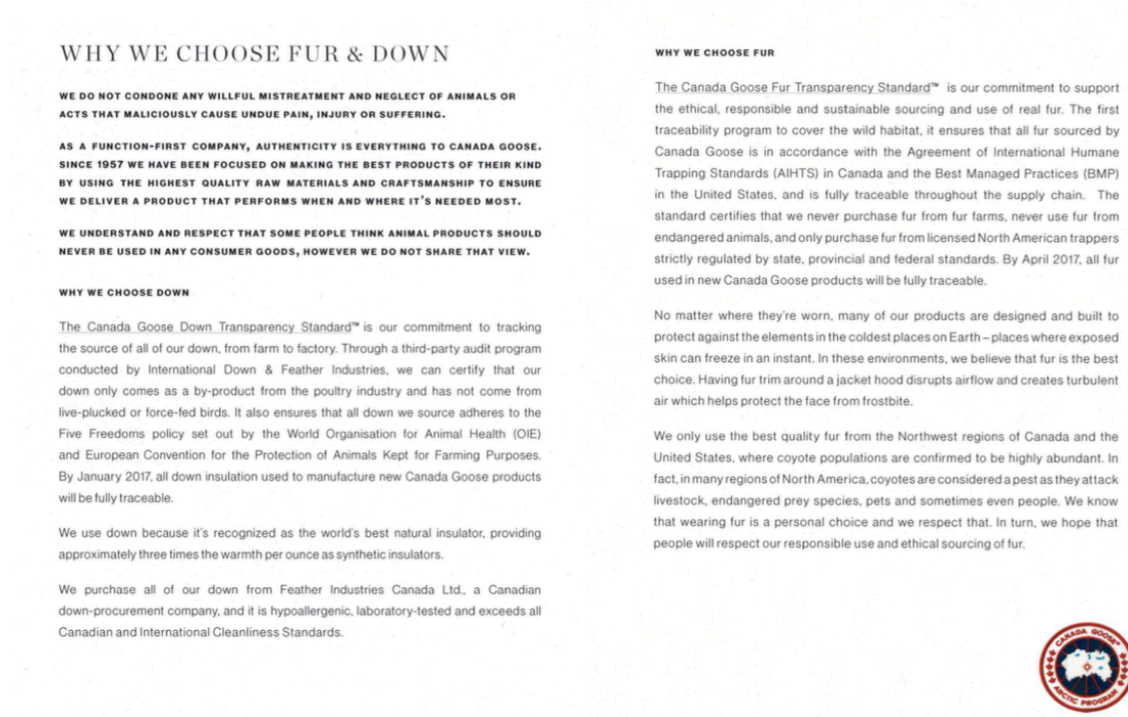 WHY WE CHOOSE FUR & DOWN
WE DO NOT CONDONE ANY WILLFUL MISTREATMENT AND NEGLECT OF ANIMALS OR
ACTS THAT MALICIOUSLY CAUSE UNDUE PAIN, INJURY OR SUFFERING.
AS A FUNCTION-FIRST COMPANY, AUTHENTICITY IS EVERYTHING TO CANADA GOOSE.
SINCE 1957 WE HAVE BEEN FOCUSED ON MAKING THE BEST PRODUCTS OF THEIR KIND
BY USING THE HIGHEST QUALITY RAW MATERIALS AND CRAFTSMANSHIP TO ENSURE
WE DELIVER A PRODUCT THAT PERFORMS WHEN AND WHERE IT'S NEEDED MOST.
WE UNDERSTAND AND RESPECT THAT SOME PEOPLE THINK ANIMAL PRODUCTS SHOULD
NEVER BE USED IN ANY CONSUMER GOODS, HOWEVER WE DO NOT SHARE THAT VIEW.
WHY WE CHOOSE DOWN
The Canada Goose Down Transparency Standard™ is our commitment to tracking
the source of all of our down, from farm to factory. Through a third-party audit program
conducted by International Down & Feather Industries, we can certify that our
down only comes as a by-product from the poultry industry and has not come from
live-plucked or force-fed birds. It also ensures that all down we source adheres to the
Five Freedoms policy set out by the World Organisation for Animal Health (OIE)
and European Convention for the Protection of Animals Kept for Farming Purposes.
By January 2017, all down insulation used to manufacture new Canada Goose products
will be fully traceable.
We use down because it's recognized as the world's best natural insulator, providing
approximately three times the warmth per ounce as synthetic insulators.
We purchase all of our down from Feather Industries Canada Ltd., a Canadian
down-procurement company, and it is hypoallergenic, laboratory-tested and exceeds all
Canadian and International Cleanliness Standards.
WHY WE CHOOSE FUR
The Canada Goose Fur Transparency Standard™ is our commitment to support
the ethical, responsible and sustainable sourcing and use of real fur. The first
traceability program to cover the wild habitat, it ensures that all fur sourced by
Canada Goose is in accordance with the Agreement of International Humane
Trapping Standards (AIHTS) in Canada and the Best Managed Practices (BMP)
in the United States, and is fully traceable throughout the supply chain. The
standard certifies that we never purchase fur from fur farms, never use fur from
endangered animals, and only purchase fur from licensed North American trappers
strictly regulated by state, provincial and federal standards. By April 2017, all fur
used in new Canada Goose products will be fully traceable.
No matter where they're worn, many of our products are designed and built to
protect against the elements in the coldest places on Earth – places where exposed
skin can freeze in an instant. In these environments, we believe that fur is the best
choice. Having fur trim around a jacket hood disrupts airflow and creates turbulent
air which helps protect the face from frostbite.
We only use the best quality fur from the Northwest regions of Canada and the
United States, where coyote populations are confirmed to be highly abundant. In
fact, in many regions of North America, coyotes are considered a pest as they attack
livestock, endangered prey species, pets and sometimes even people. We know
that wearing fur is a personal choice and we respect that. In turn, we hope that
people will respect our responsible use and ethical sourcing of fur.
CANADA GOOSE
ARCTIC PROGRAM